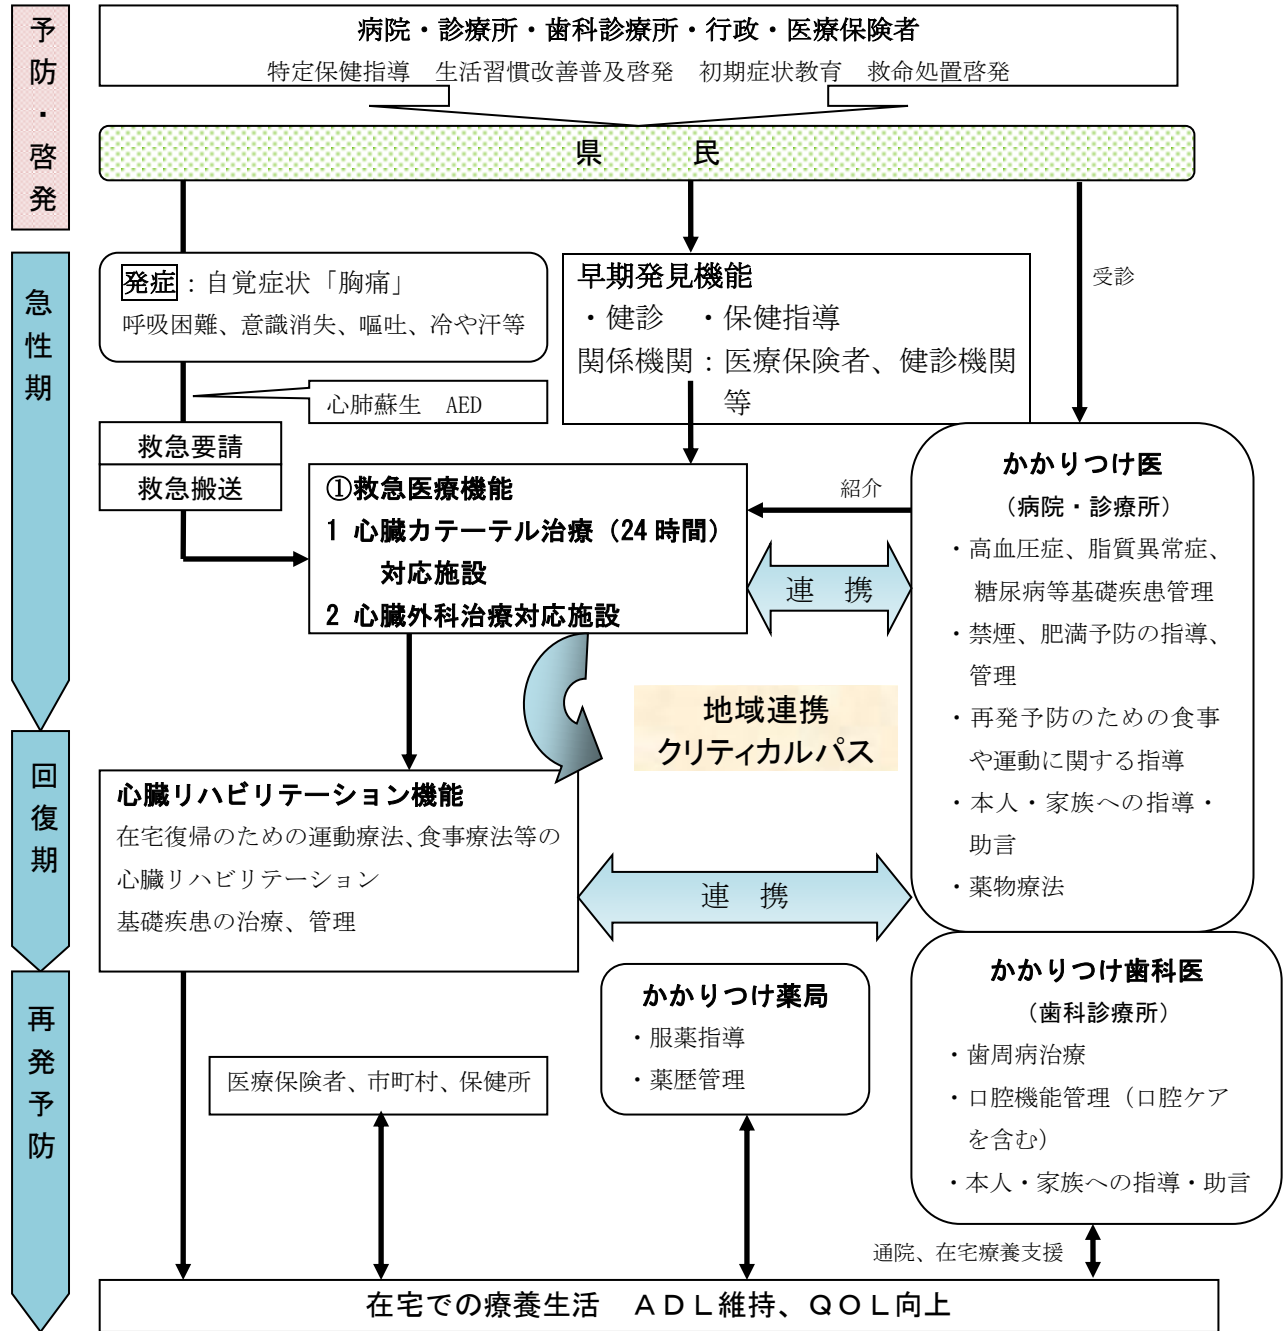 予防・啓発
病院・診療所・歯科診療所・行政・医療保険者
特定保健指導　生活習慣改善普及啓発　初期症状教育　救命処置啓発
県　民
急性期
発症：自覚症状「胸痛」
呼吸困難、意識消失、嘔吐、冷や汗等
早期発見機能
・健診　・保健指導
関係機関：医療保険者、健診機関
等
受診
心肺蘇生　AED
救急要請
救急搬送
①救急医療機能
1 心臓カテーテル治療（24時間）
対応施設
2 心臓外科治療対応施設
紹介
連　携
かかりつけ医
（病院・診療所）
・高血圧症、脂質異常症、
糖尿病等基礎疾患管理
・禁煙、肥満予防の指導、
管理
・再発予防のための食事
や運動に関する指導
・本人・家族への指導・
助言
・薬物療法
地域連携
クリティカルパス
回復期
心臓リハビリテーション機能
在宅復帰のための運動療法、食事療法等の
心臓リハビリテーション
基礎疾患の治療、管理
連　携
再発予防
医療保険者、市町村、保健所
かかりつけ薬局
・服薬指導
・薬歴管理
かかりつけ歯科医
（歯科診療所）
・歯周病治療
・口腔機能管理（口腔ケア
を含む）
・本人・家族への指導・助言
通院、在宅療養支援
在宅での療養生活　ＡＤＬ維持、ＱＯＬ向上